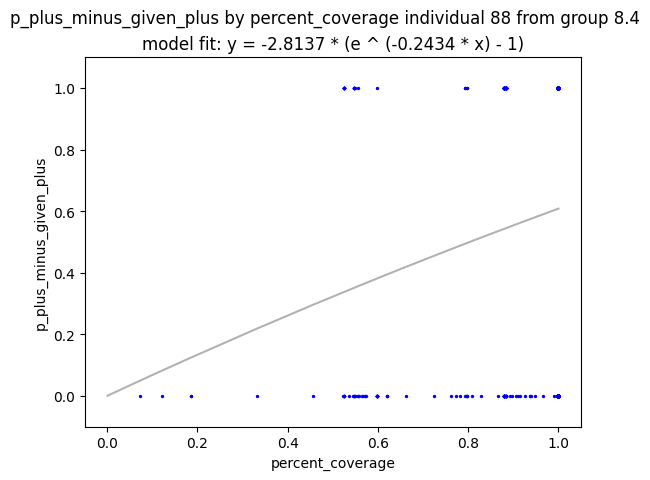 p_plus_minus_given_plus by percent_coverage individual 88 from group 8.4
model fit: y = -2.8137 * (e ^ (-0.2434 * x) - 1)
1.0
0.8
0.6
0.4
0.2
0.0
p_plus_minus_given_plus
0.0 0.2 0.4 0.6 0.8 1.0
percent_coverage